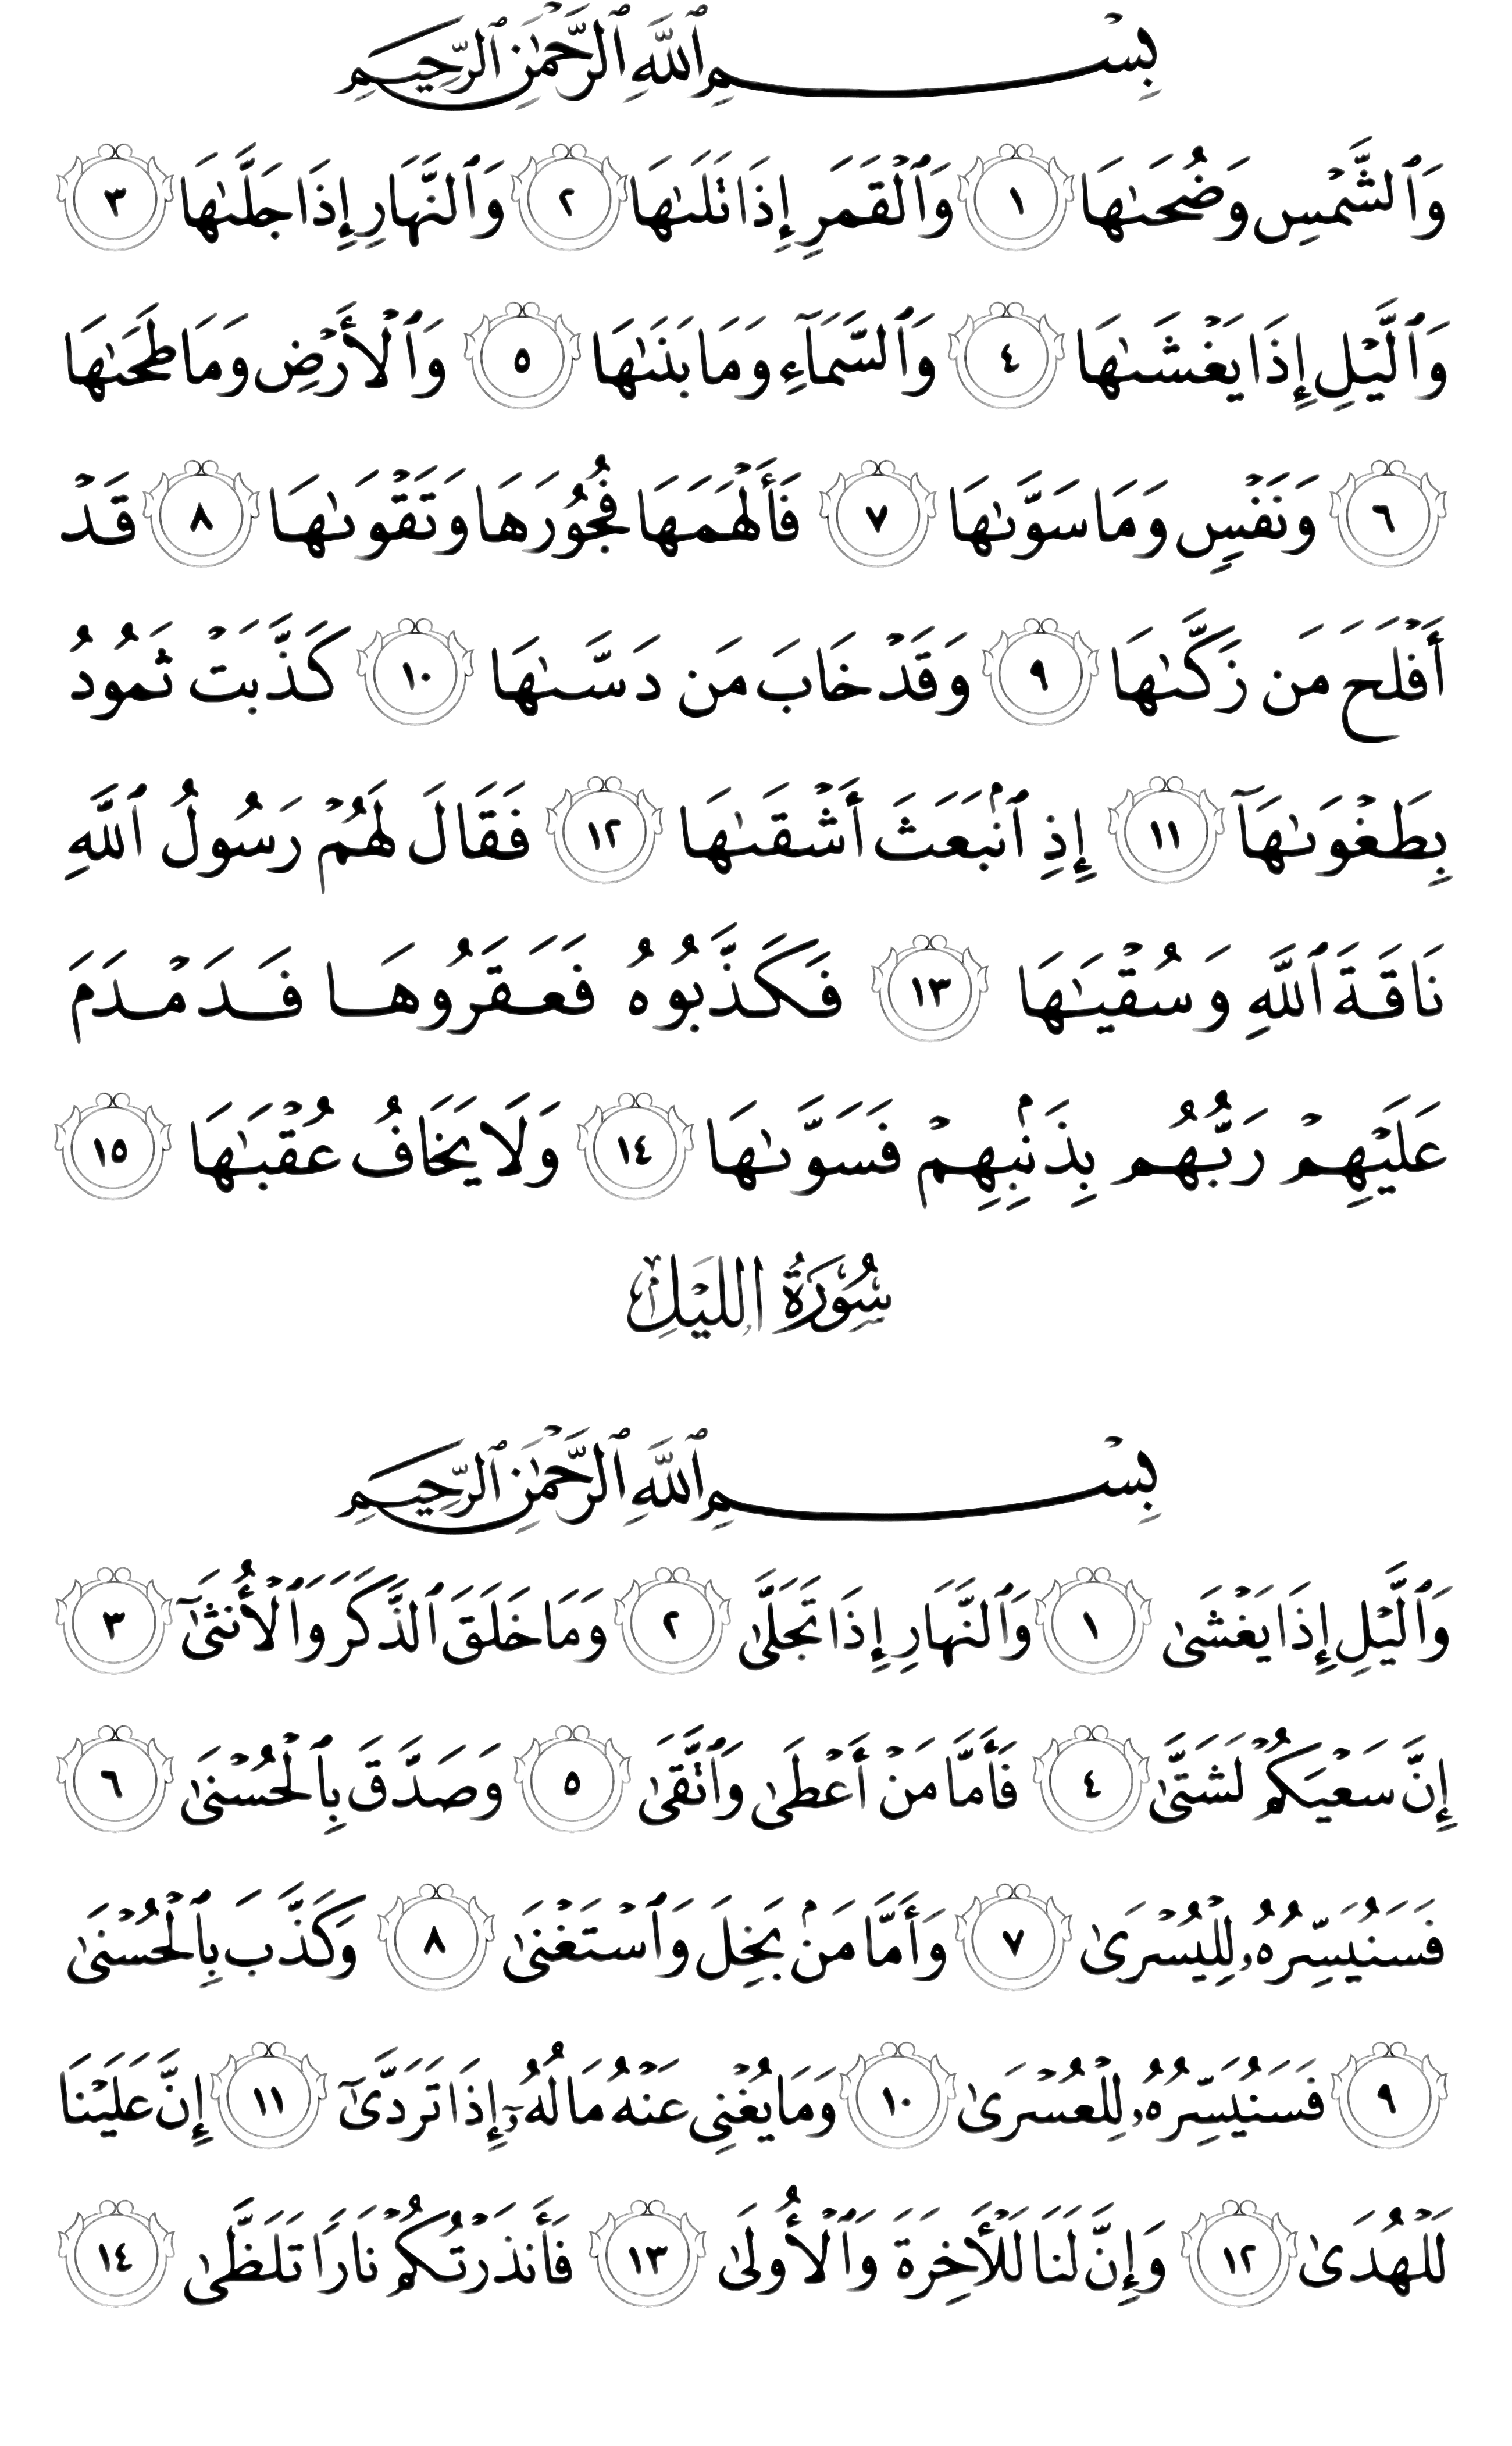 بِسْمِ ٱللَّهِ ٱلرَّحْمَٰنِ ٱلرَّحِيمِ
وَٱلشَّمْسِ وَضُحَىٰهَا ١ وَٱلْقَمَرِ إِذَا تَلَىٰهَا ٢ وَٱلنَّهَارِ إِذَا جَلَّىٰهَا ٣
وَٱلَّيْلِ إِذَا يَغْشَىٰهَا ٤ وَٱلسَّمَآءِ وَمَا بَنَىٰهَا ٥ وَٱلْأَرْضِ وَمَا طَحَىٰهَا
٦ وَنَفْسٍ وَمَا سَوَّىٰهَا ٧ فَأَلْهَمَهَا فُجُورَهَا وَتَقْوَىٰهَا ٨ قَدْ
أَفْلَحَ مَن زَكَّىٰهَا ٩ وَقَدْ خَابَ مَن دَسَّىٰهَا ١٠ كَذَّبَتْ ثَمُودُ
بِطَغْوَىٰهَآ ١١ إِذِ ٱنۢبَعَثَ أَشْقَىٰهَا ١٢ فَقَالَ لَهُمْ رَسُولُ ٱللَّهِ
نَاقَةَ ٱللَّهِ وَسُقْيَٰهَا ١٣ فَكَذَّبُوهُ فَعَقَرُوهَا فَدَمْدَمَ
عَلَيْهِمْ رَبُّهُم بِذَنۢبِهِمْ فَسَوَّىٰهَا ١٤ وَلَا يَخَافُ عُقْبَٰهَا ١٥
سُورَةُ اللَّيْلِ
بِسْمِ ٱللَّهِ ٱلرَّحْمَٰنِ ٱلرَّحِيمِ
وَٱلَّيْلِ إِذَا يَغْشَىٰ ١ وَٱلنَّهَارِ إِذَا تَجَلَّىٰ ٢ وَمَا خَلَقَ ٱلذَّكَرَ وَٱلْأُنثَىٰٓ ٣
إِنَّ سَعْيَكُمْ لَشَتَّىٰ ٤ فَأَمَّا مَنْ أَعْطَىٰ وَٱتَّقَىٰ ٥ وَصَدَّقَ بِٱلْحُسْنَىٰ ٦
فَسَنُيَسِّرُهُۥ لِلْيُسْرَىٰ ٧ وَأَمَّا مَنۢ بَخِلَ وَٱسْتَغْنَىٰ ٨ وَكَذَّبَ بِٱلْحُسْنَىٰ
٩ فَسَنُيَسِّرُهُۥ لِلْعُسْرَىٰ ١٠ وَمَا يُغْنِى عَنْهُ مَالُهُۥٓ إِذَا تَرَدَّىٰٓ ١١ إِنَّ عَلَيْنَا
لَلْهُدَىٰ ١٢ وَإِنَّ لَنَا لَلْأَخِرَةَ وَٱلْأُولَىٰ ١٣ فَأَنذَرْتُكُمْ نَارًا تَلَظَّىٰ ١٤